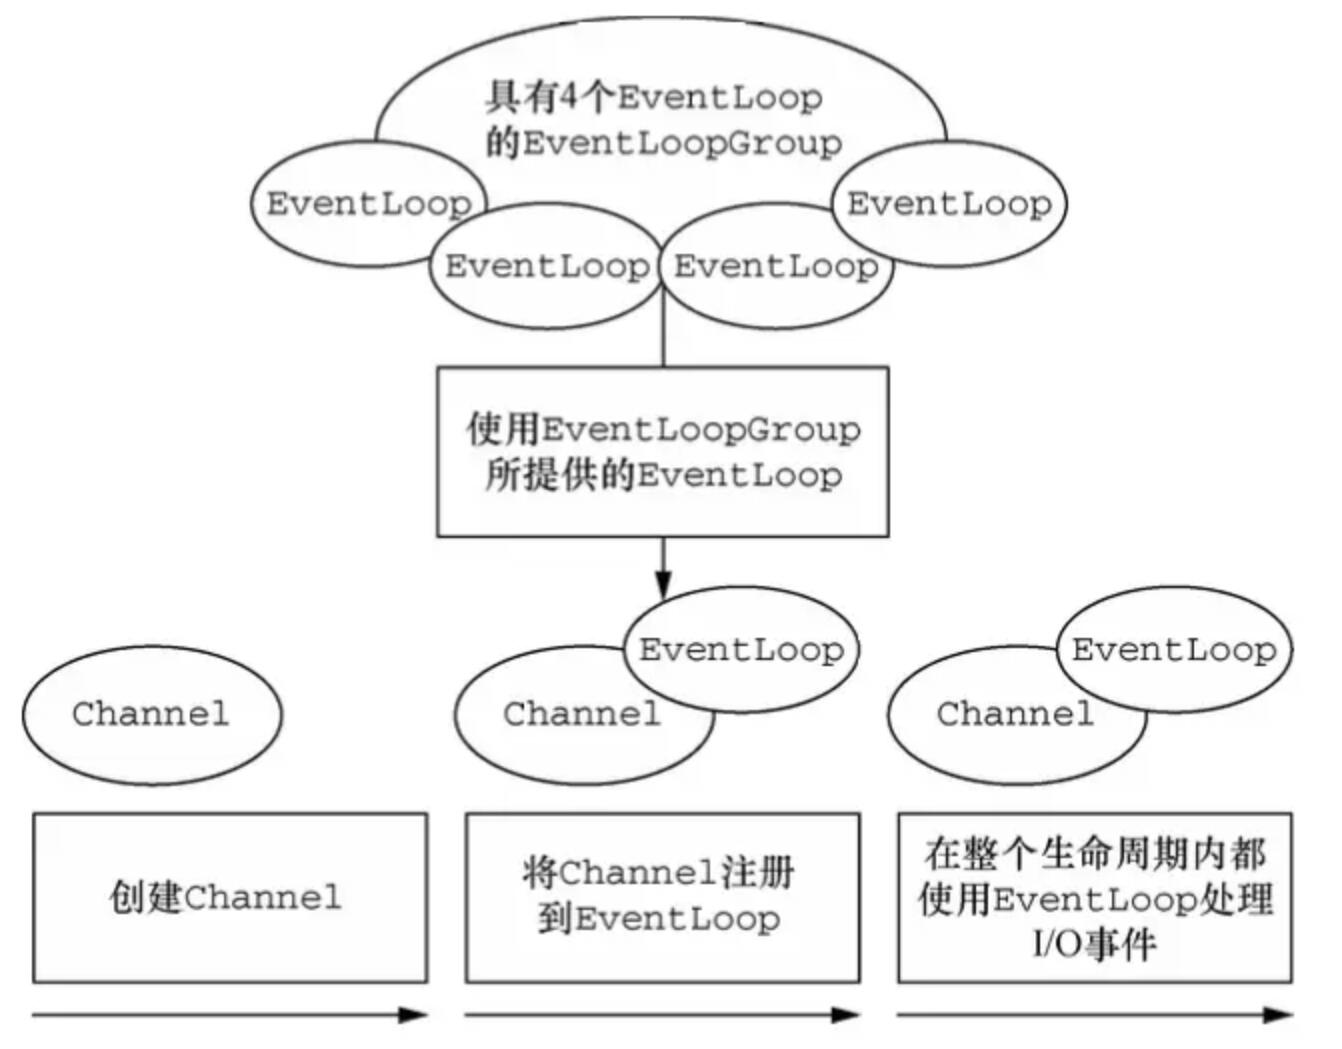 具有4个EventLoop
的EventLoopGroup
EventLoop
EventLoop
EventLoop
EventLoop
使用EventLoopGroup
所提供的EventLoop
EventLoop
EventLoop
Channel
Channel
Channel
创建Channel
将Channel注册
到EventLoop
在整个生命周期内都
使用EventLoop处理
I/O事件